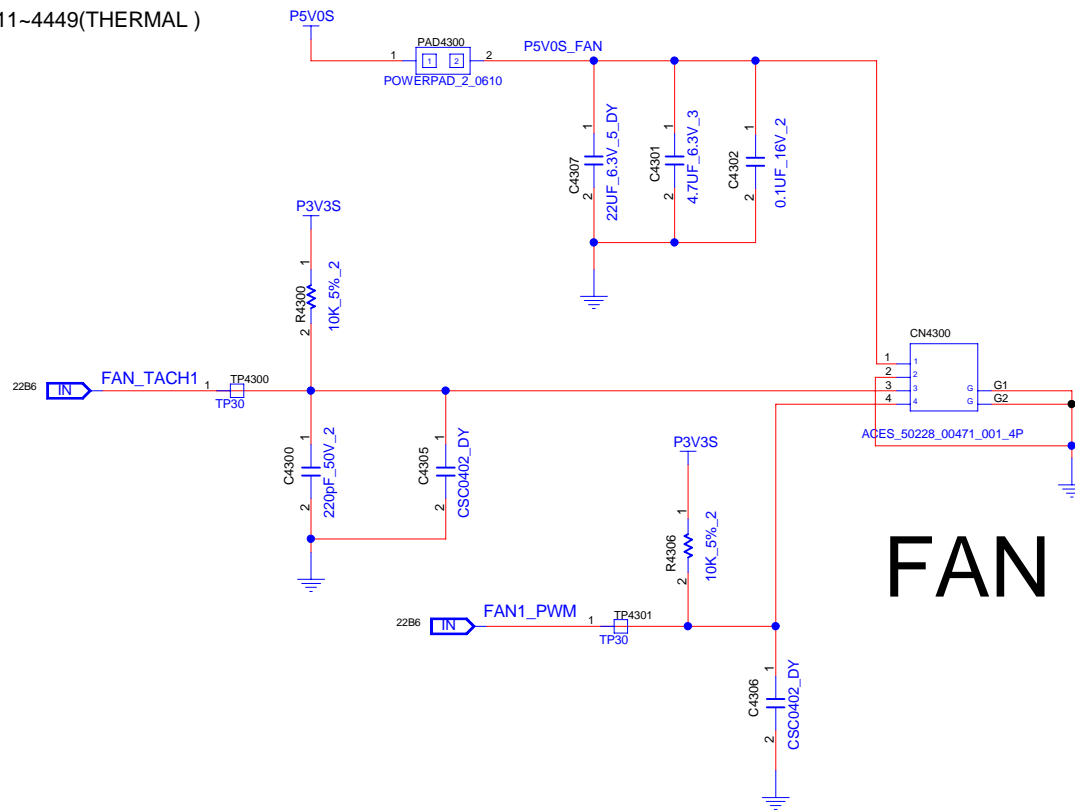 11~4449(THERMAL )
P5V0S
PAD4300
1 1 2 2
POWERPAD_2_0610
P5V0S_FAN
1 C4307 2 22UF_6.3V_5_DY
1 C4301 2 4.7UF_6.3V_3
1 C4302 2 0.1UF_16V_2
P3V3S
1 R4300 2 10K_5%_2
22B6 IN FAN_TACH1 1 TP4300
TP30
1 C4300 2 220pF_50V_2
1 C4305 2 CSC0402_DY
CN4300
1 1
2 2
3 3 G G1
4 4 G G2
ACES_50228_00471_001_4P
P3V3S
1 R4306 2 10K_5%_2
FAN
22B6 IN FAN1_PWM 1 TP4301
TP30
1 C4306 2 CSC0402_DY